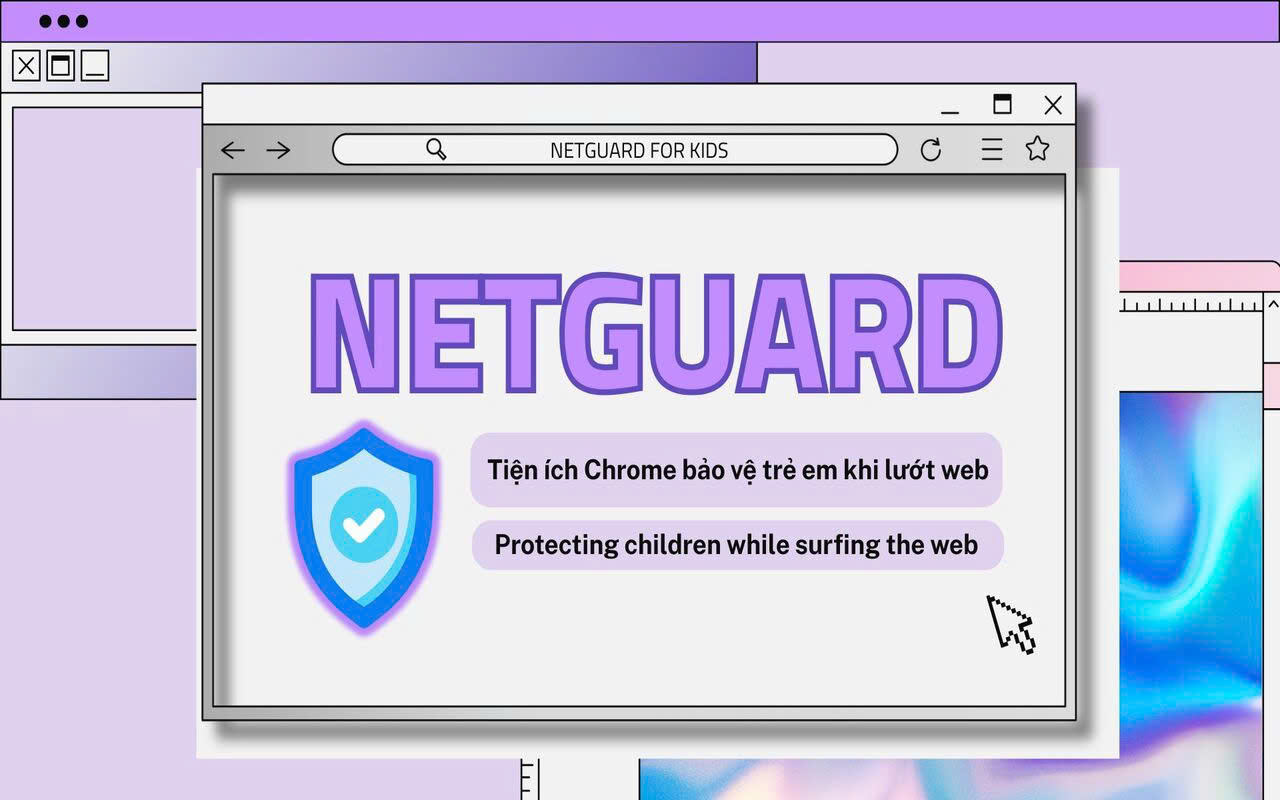 NETGUARD FOR KIDS
NETGUARD
Tiện ích Chrome bảo vệ trẻ em khi lướt web
Protecting children while surfing the web